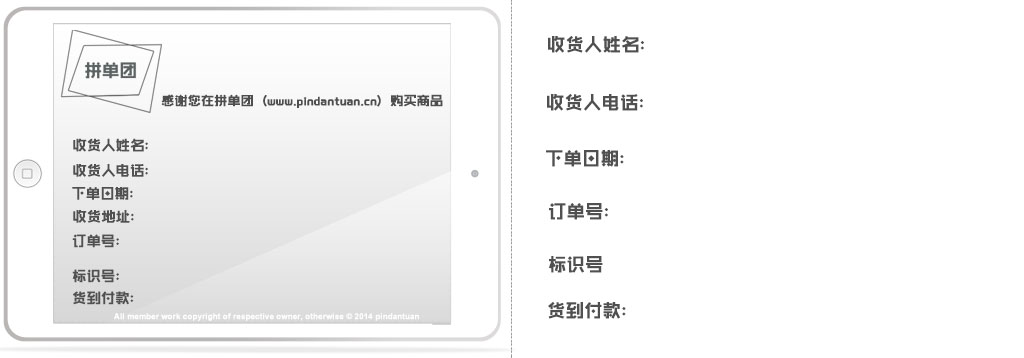 拼单团
感谢您在拼单团（www.pindantuan.cn）购买商品
收货人姓名:
收货人电话:
下单日期:
收货地址:
订单号:
标识号:
货到付款:
All member work copyright of respective owner, otherwise © 2014 pindantuan
收货人姓名:
收货人电话:
下单日期:
订单号:
标识号
货到付款: